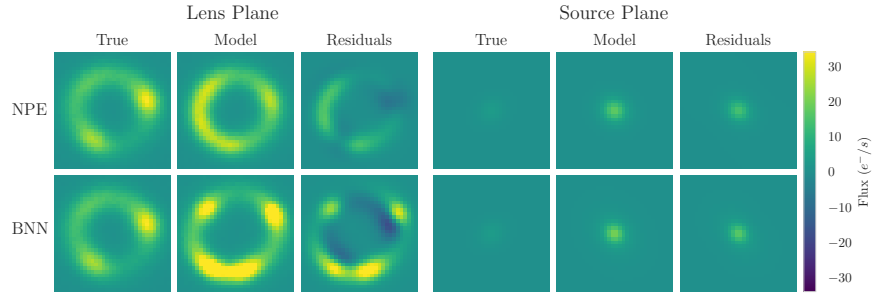 Lens Plane Source Plane
True Model Residuals True Model Residuals
NPE
BNN
30
20
10
0
−10
−20
−30
Flux (e⁻/s)